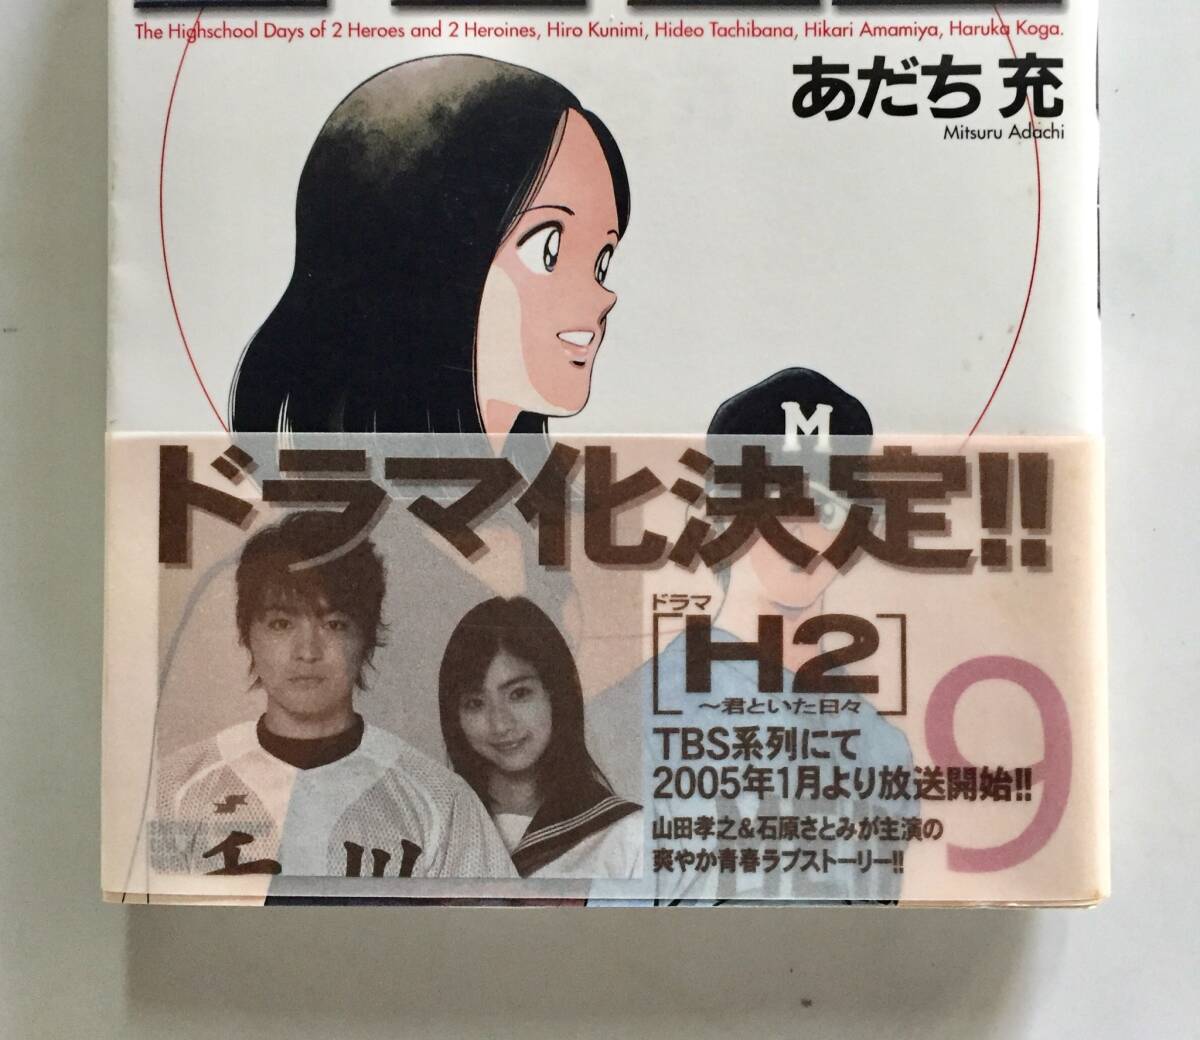 The Highschool Days of 2 Heroes and 2 Heroines, Hiro Kunimi, Hideo Tachibana, Hikari Amamiya, Haruka Koga.
あだち 充
Mitsuru Adachi
M
ドラマ化決定!!
ドラマ
[H2]
～君といた日々
TBS系列にて
2005年1月より放送開始!!
山田孝之&石原さとみが主演の
爽やか青春ラブストーリー!!
9